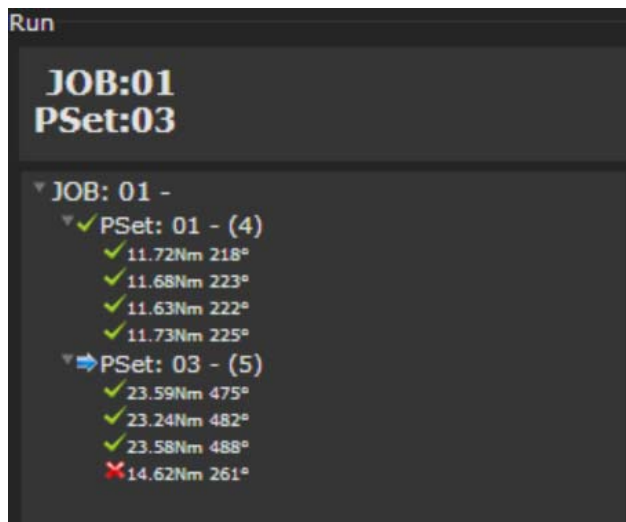 Run
JOB:01
PSet:03
JOB: 01 -
PSet: 01 - (4)
11.72Nm 218°
11.68Nm 223°
11.63Nm 222°
11.73Nm 225°
PSet: 03 - (5)
23.59Nm 475°
23.24Nm 482°
23.58Nm 488°
14.62Nm 261°